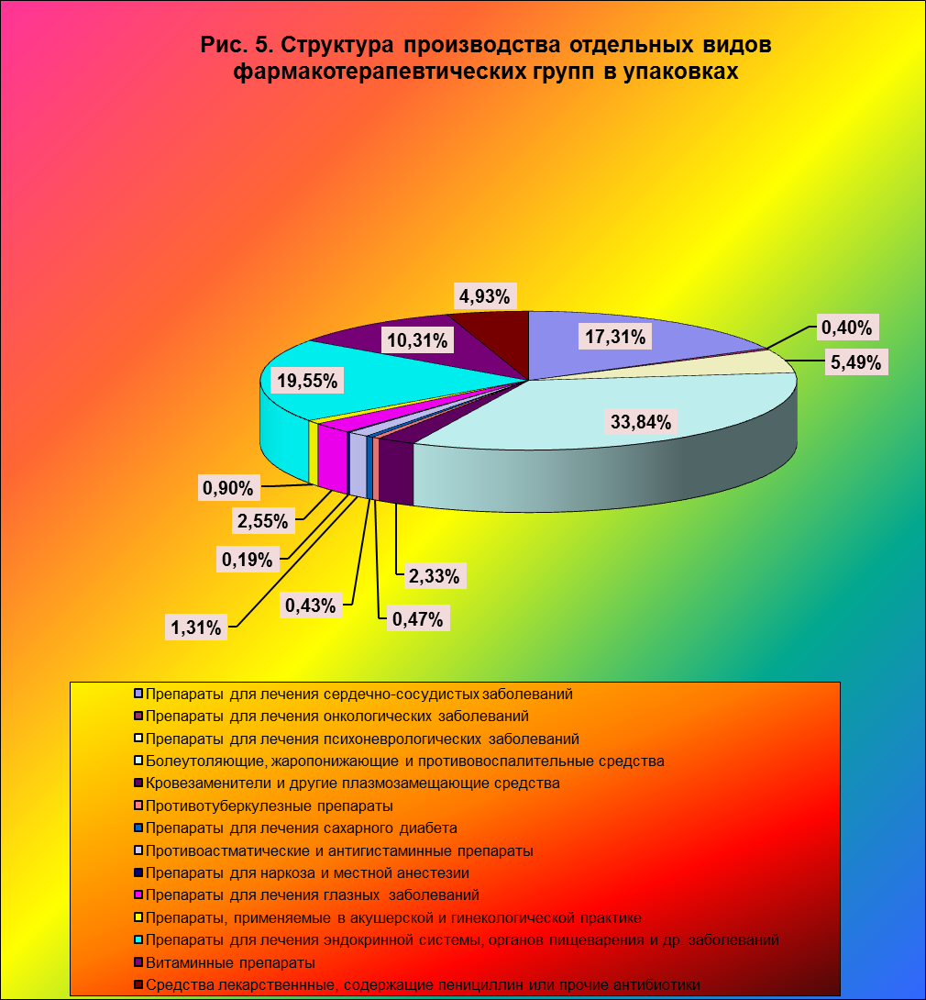 Рис. 5. Структура производства отдельных видов
фармакотерапевтических групп в упаковках
4,93%
17,31%
0,40%
10,31%
5,49%
19,55%
33,84%
0,90%
2,55%
0,19%
2,33%
0,43%
0,47%
1,31%
Препараты для лечения сердечно-сосудистых заболеваний
Препараты для лечения онкологических заболеваний
Препараты для лечения психоневрологических заболеваний
Болеутоляющие, жаропонижающие и противовоспалительные средства
Кровезаменители и другие плазмозамещающие средства
Противотуберкулезные препараты
Препараты для лечения сахарного диабета
Противоастматические и антигистаминные препараты
Препараты для наркоза и местной анестезии
Препараты для лечения глазных заболеваний
Препараты, применяемые в акушерской и гинекологической практике
Препараты для лечения эндокринной системы, органов пищеварения и др. заболеваний
Витаминные препараты
Средства лекарственнные, содержащие пенициллин или прочие антибиотики